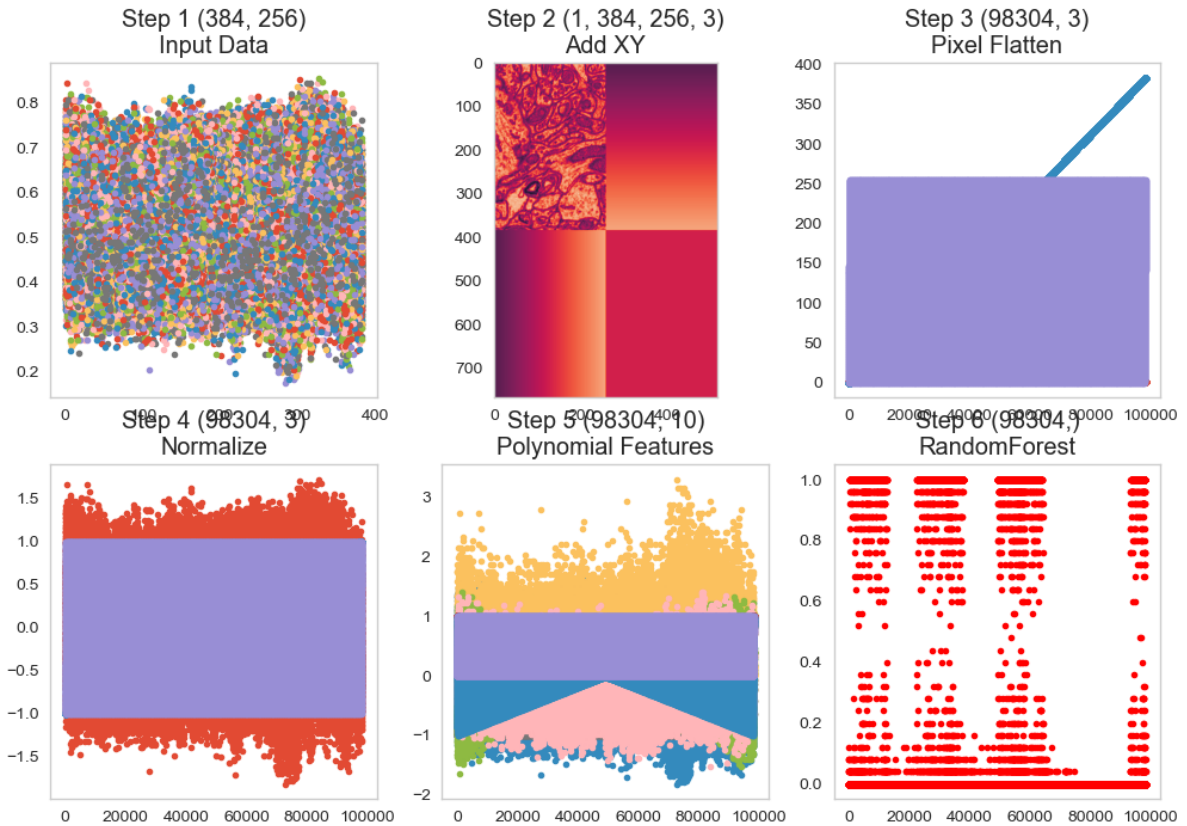 Step 1 (384, 256)
Input Data
0.8
0.7
0.6
0.5
0.4
0.3
0.2
0 100 200 300 400
Step 2 (1, 384, 256, 3)
Add XY
0
100
200
300
400
500
600
700
0 200 400
Step 3 (98304, 3)
Pixel Flatten
400
350
300
250
200
150
100
50
0
0 20000 40000 60000 80000 100000
Step 4 (98304, 3)
Normalize
1.5
1.0
0.5
0.0
−0.5
−1.0
−1.5
0 20000 40000 60000 80000 100000
Step 5 (98304, 10)
Polynomial Features
3
2
1
0
−1
−2
0 20000 40000 60000 80000 100000
Step 6 (98304,)
RandomForest
1.0
0.8
0.6
0.4
0.2
0.0
0 20000 40000 60000 80000 100000